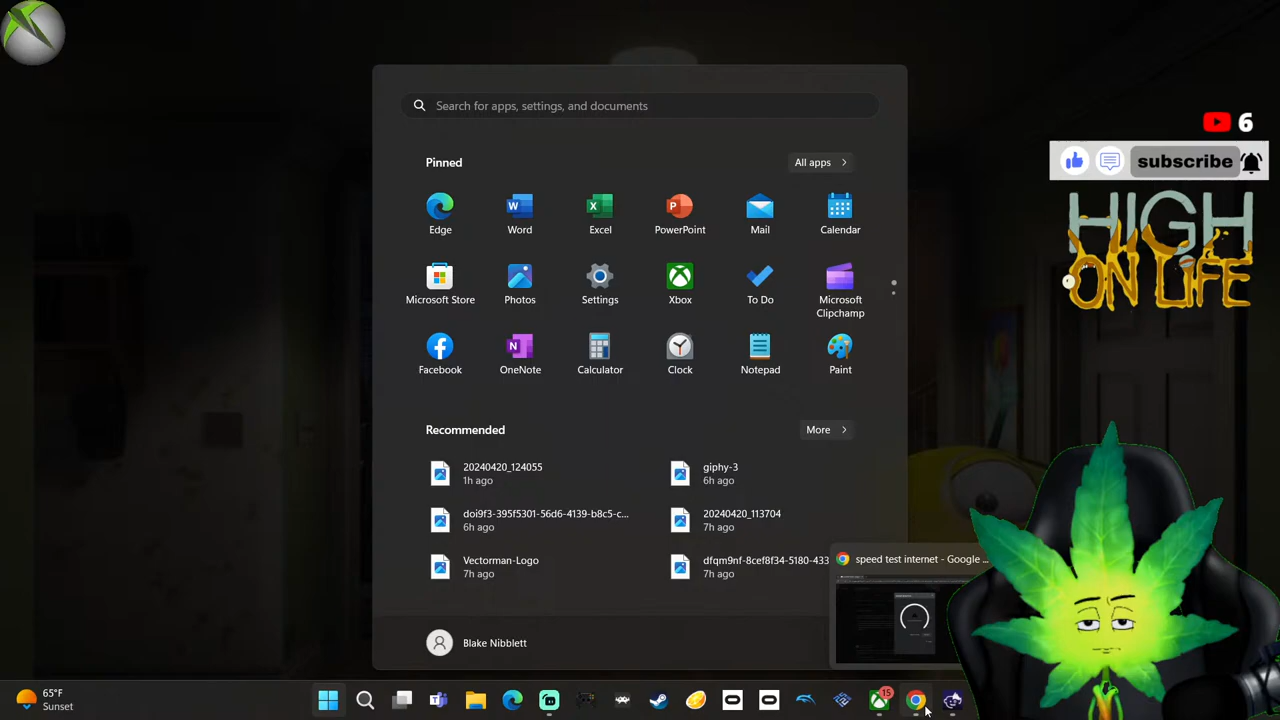 Search for apps, settings, and documents
6
Pinned
All apps
subscribe
Edge
Word
Excel
PowerPoint
Mail
Calendar
HIGH
ON LIFE
Microsoft Store
Photos
Settings
Xbox
To Do
Microsoft
Clipchamp
Facebook
OneNote
Calculator
Clock
Notepad
Paint
Recommended
More
20240420_124055
1h ago
giphy-3
6h ago
doi9f3-395f5301-56d6-4139-b8c5-c...
6h ago
20240420_113704
7h ago
Vectorman-Logo
7h ago
dfqm9nf-8cef8f34-5180-433
7h ago
speed test internet - Google ...
Blake Nibblett
65°F
Sunset
15